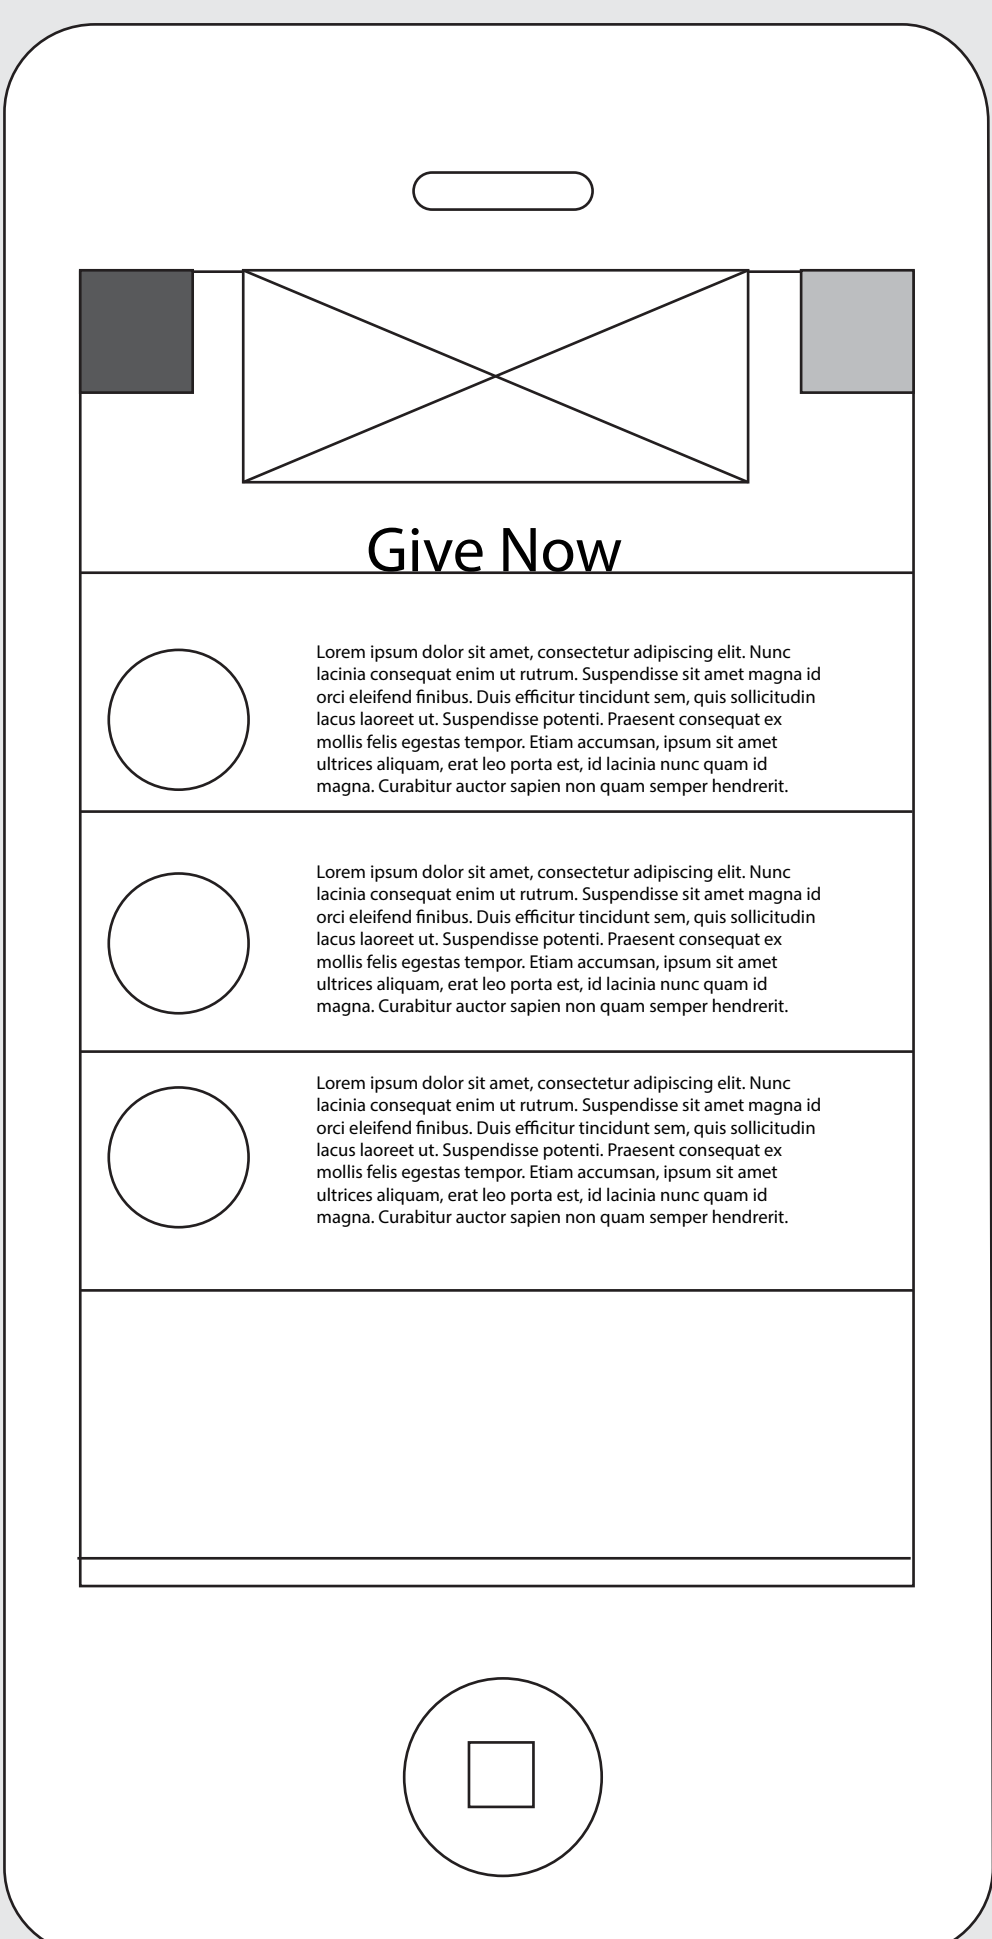 Give Now
Lorem ipsum dolor sit amet, consectetur adipiscing elit. Nunc
lacinia consequat enim ut rutrum. Suspendisse sit amet magna id
orci eleifend finibus. Duis efficitur tincidunt sem, quis sollicitudin
lacus laoreet ut. Suspendisse potenti. Praesent consequat ex
mollis felis egestas tempor. Etiam accumsan, ipsum sit amet
ultrices aliquam, erat leo porta est, id lacinia nunc quam id
magna. Curabitur auctor sapien non quam semper hendrerit.
Lorem ipsum dolor sit amet, consectetur adipiscing elit. Nunc
lacinia consequat enim ut rutrum. Suspendisse sit amet magna id
orci eleifend finibus. Duis efficitur tincidunt sem, quis sollicitudin
lacus laoreet ut. Suspendisse potenti. Praesent consequat ex
mollis felis egestas tempor. Etiam accumsan, ipsum sit amet
ultrices aliquam, erat leo porta est, id lacinia nunc quam id
magna. Curabitur auctor sapien non quam semper hendrerit.
Lorem ipsum dolor sit amet, consectetur adipiscing elit. Nunc
lacinia consequat enim ut rutrum. Suspendisse sit amet magna id
orci eleifend finibus. Duis efficitur tincidunt sem, quis sollicitudin
lacus laoreet ut. Suspendisse potenti. Praesent consequat ex
mollis felis egestas tempor. Etiam accumsan, ipsum sit amet
ultrices aliquam, erat leo porta est, id lacinia nunc quam id
magna. Curabitur auctor sapien non quam semper hendrerit.